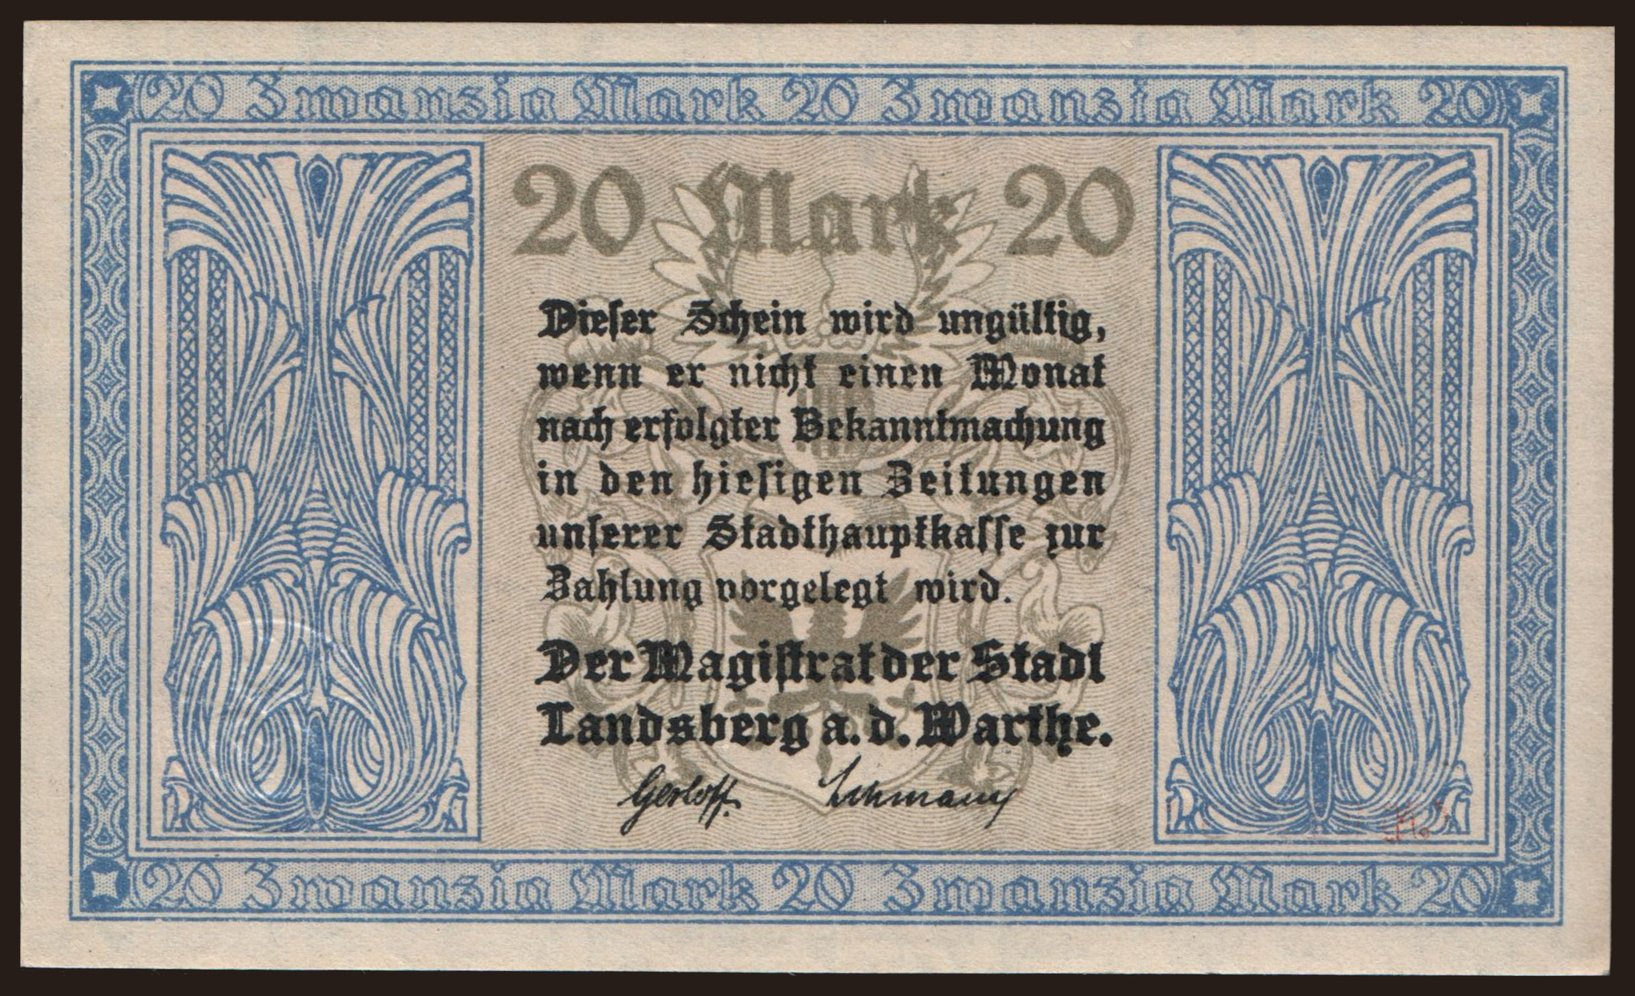 20 Zwanzig Mark 20 Zwanzig Mark 20
20 Mark 20
Dieser Schein wird ungültig,
wenn er nicht einen Monat
nach erfolgter Bekanntmachung
in den hiesigen Zeitungen
unserer Stadthauptkasse zur
Zahlung vorgelegt wird.
Der Magistrat der Stadt
Landsberg a. d. Warthe.
Gerloff
20 Zwanzig Mark 20 Zwanzig Mark 20